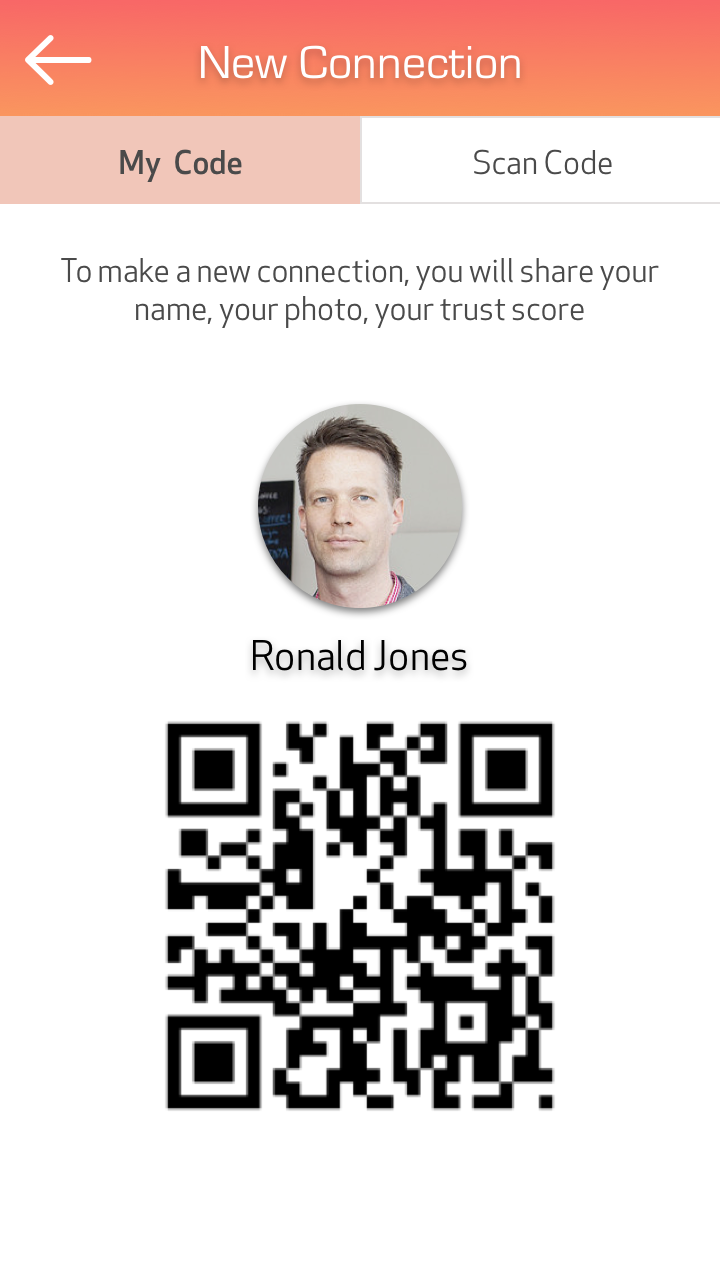 New Connection
My Code
Scan Code
To make a new connection, you will share your
name, your photo, your trust score
Ronald Jones